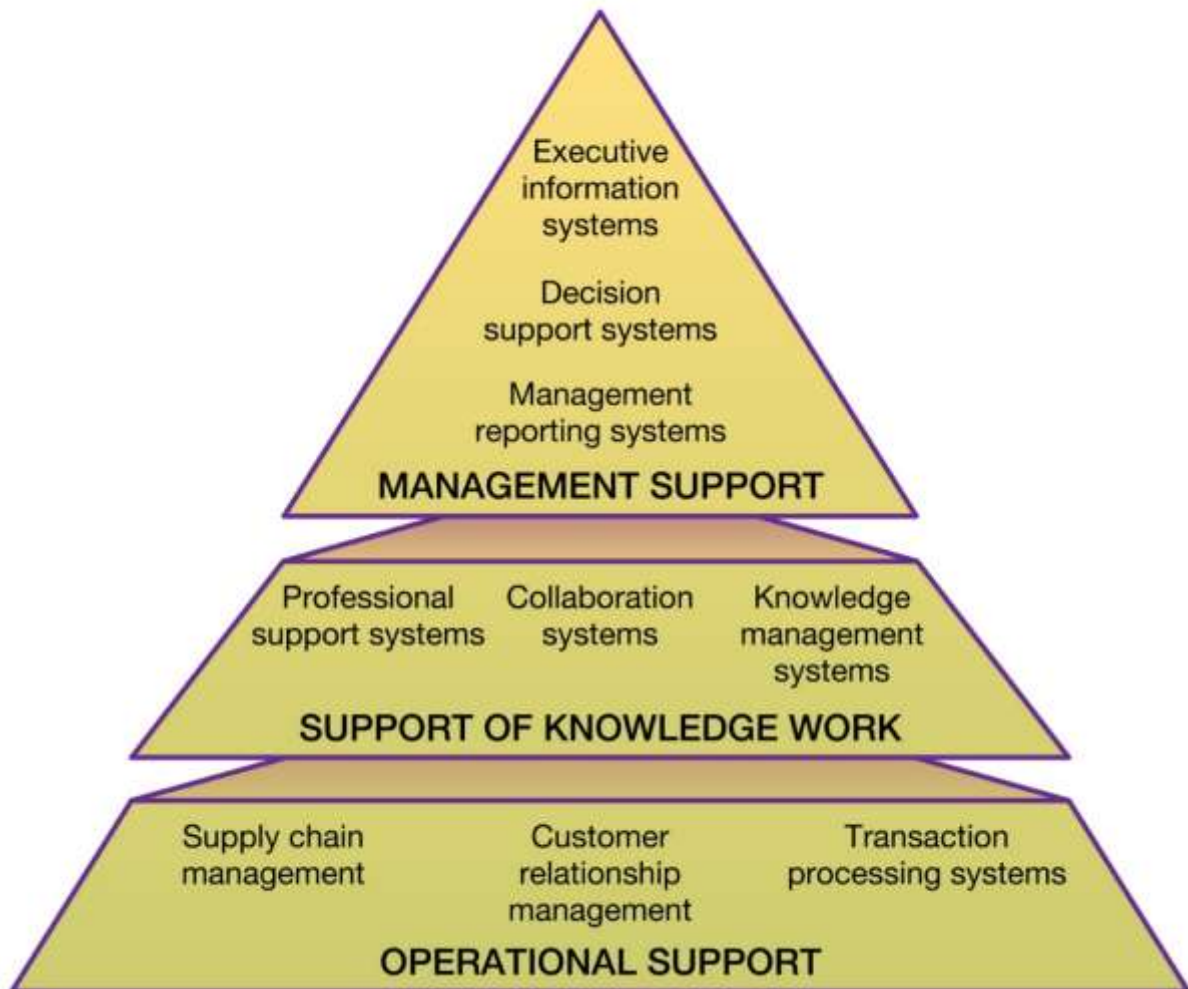 Executive
information
systems
Decision
support systems
Management
reporting systems
MANAGEMENT SUPPORT
Professional
support systems
Collaboration
systems
Knowledge
management
systems
SUPPORT OF KNOWLEDGE WORK
Supply chain
management
Customer
relationship
management
Transaction
processing systems
OPERATIONAL SUPPORT